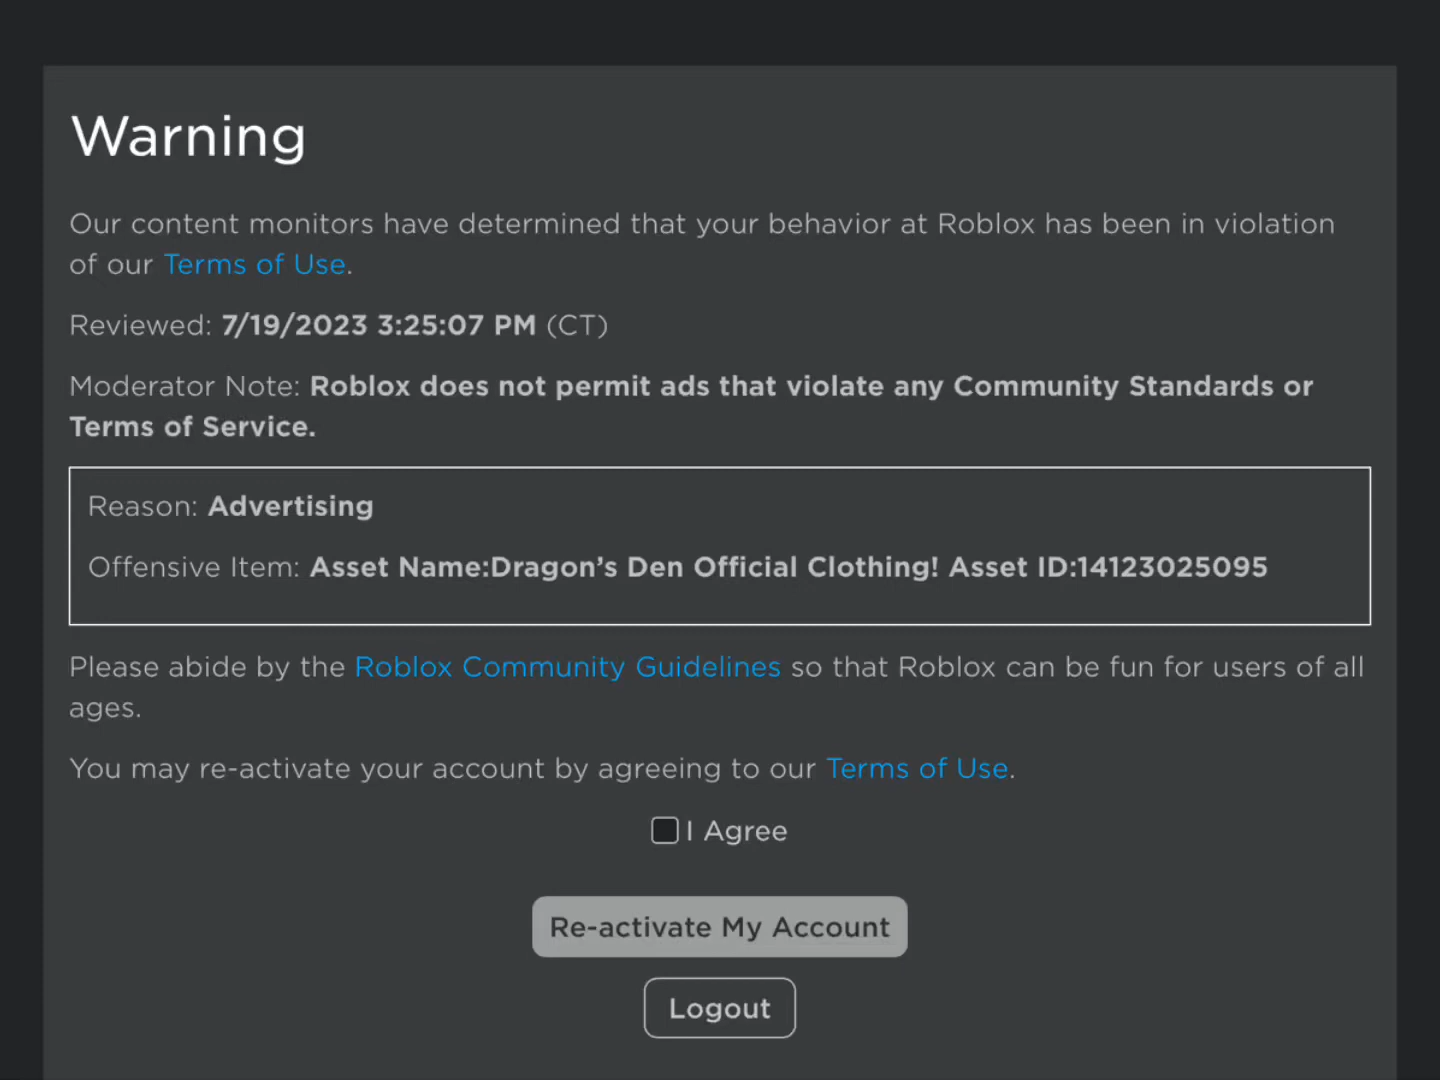 Warning
Our content monitors have determined that your behavior at Roblox has been in violation
of our Terms of Use.
Reviewed: 7/19/2023 3:25:07 PM (CT)
Moderator Note: Roblox does not permit ads that violate any Community Standards or
Terms of Service.
Reason: Advertising
Offensive Item: Asset Name:Dragon’s Den Official Clothing! Asset ID:14123025095
Please abide by the Roblox Community Guidelines so that Roblox can be fun for users of all
ages.
You may re-activate your account by agreeing to our Terms of Use.
I Agree
Re-activate My Account
Logout